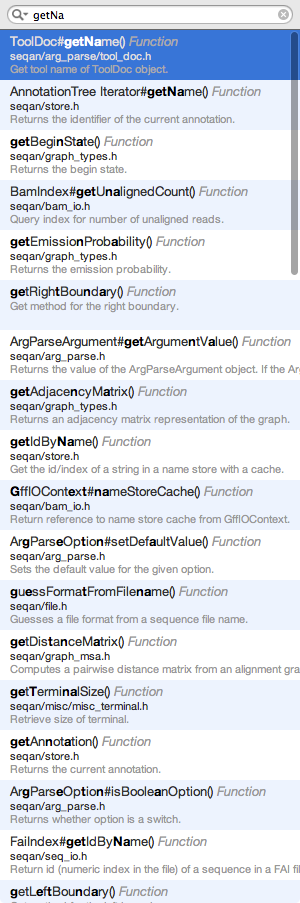 getNa
ToolDoc#getName() Function
seqan/arg_parse/tool_doc.h
Get tool name of ToolDoc object.
AnnotationTree Iterator#getName() Function
seqan/store.h
Returns the identifier of the current annotation.
getBeginState() Function
seqan/graph_types.h
Returns the begin state.
BamIndex#getUnalignedCount() Function
seqan/bam_io.h
Query index for number of unaligned reads.
getEmissionProbability() Function
seqan/graph_types.h
Returns the emission probability.
getRightBoundary() Function
Get method for the right boundary.
ArgParseArgument#getArgumentValue() Function
seqan/arg_parse.h
Returns the value of the ArgParseArgument object. If the Ar
getAdjacencyMatrix() Function
seqan/graph_types.h
Returns an adjacency matrix representation of the graph.
getIdByName() Function
seqan/store.h
Get the id/index of a string in a name store with a cache.
GffIOContext#nameStoreCache() Function
seqan/bam_io.h
Return reference to name store cache from GffIOContext.
ArgParseOption#setDefaultValue() Function
seqan/arg_parse.h
Sets the default value for the given option.
guessFormatFromFilename() Function
seqan/file.h
Guesses a file format from a sequence file name.
getDistanceMatrix() Function
seqan/graph_msa.h
Computes a pairwise distance matrix from an alignment gra
getTerminalSize() Function
seqan/misc/misc_terminal.h
Retrieve size of terminal.
getAnnotation() Function
seqan/store.h
Returns the current annotation.
ArgParseOption#isBooleanOption() Function
seqan/arg_parse.h
Returns whether option is a switch.
FaiIndex#getIdByName() Function
seqan/seq_io.h
Return id (numeric index in the file) of a sequence in a FAI f
getLeftBoundary() Function